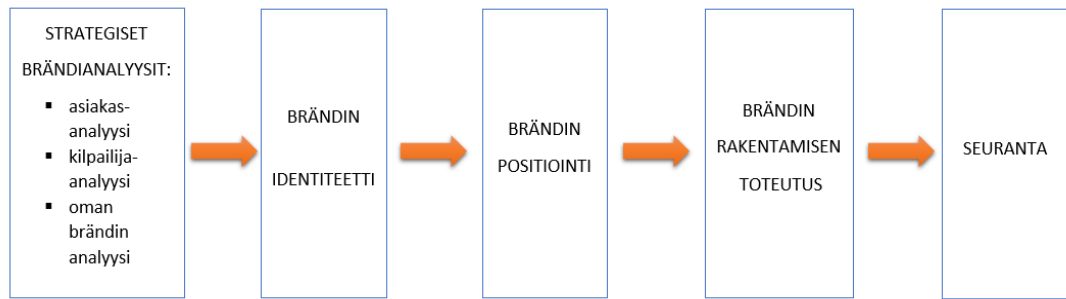 STRATEGISET
BRÄNDIANALYYSIT:
▪ asiakas-
analyysi
▪ kilpailija-
analyysi
▪ oman
brändin
analyysi
BRÄNDIN
IDENTITEETTI
BRÄNDIN
POSITIOINTI
BRÄNDIN
RAKENTAMISEN
TOTEUTUS
SEURANTA